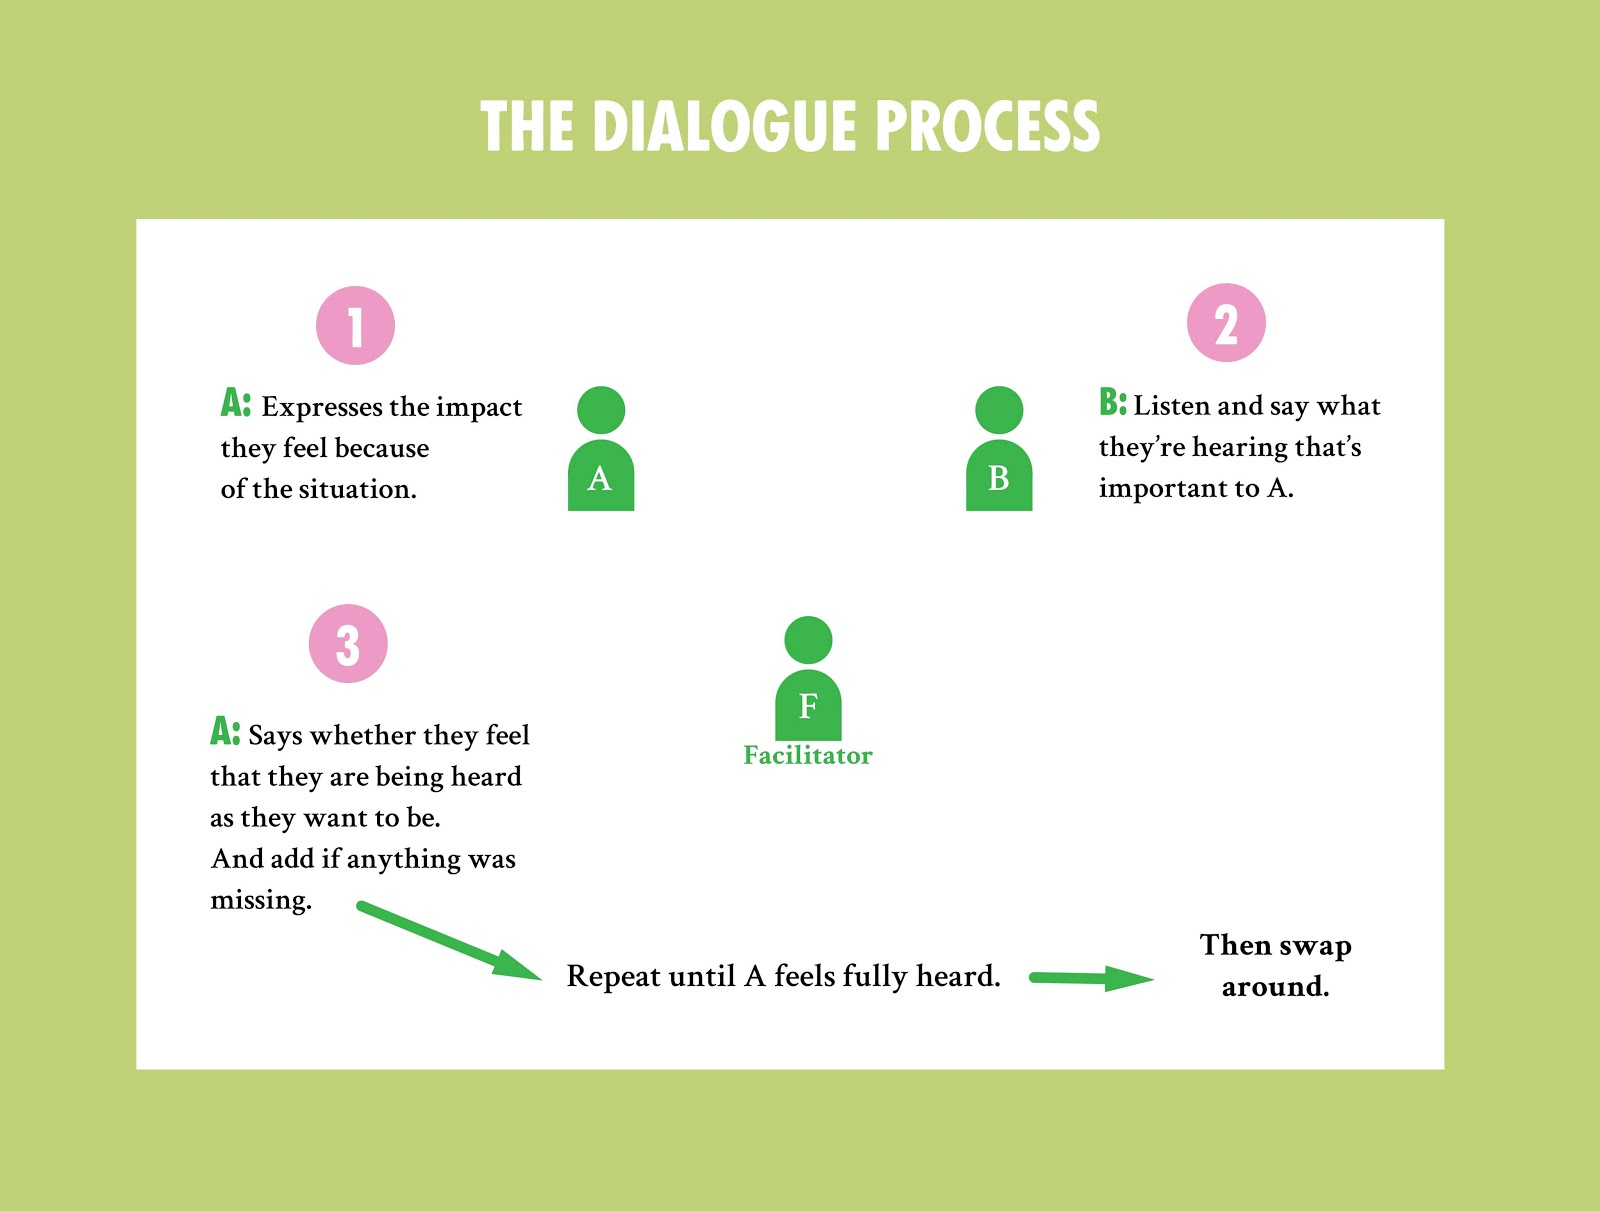 THE DIALOGUE PROCESS
1
A: Expresses the impact
they feel because
of the situation.
A
B
2
B: Listen and say what
they’re hearing that’s
important to A.
3
A: Says whether they feel
that they are being heard
as they want to be.
And add if anything was
missing.
F
Facilitator
Repeat until A feels fully heard.
Then swap
around.